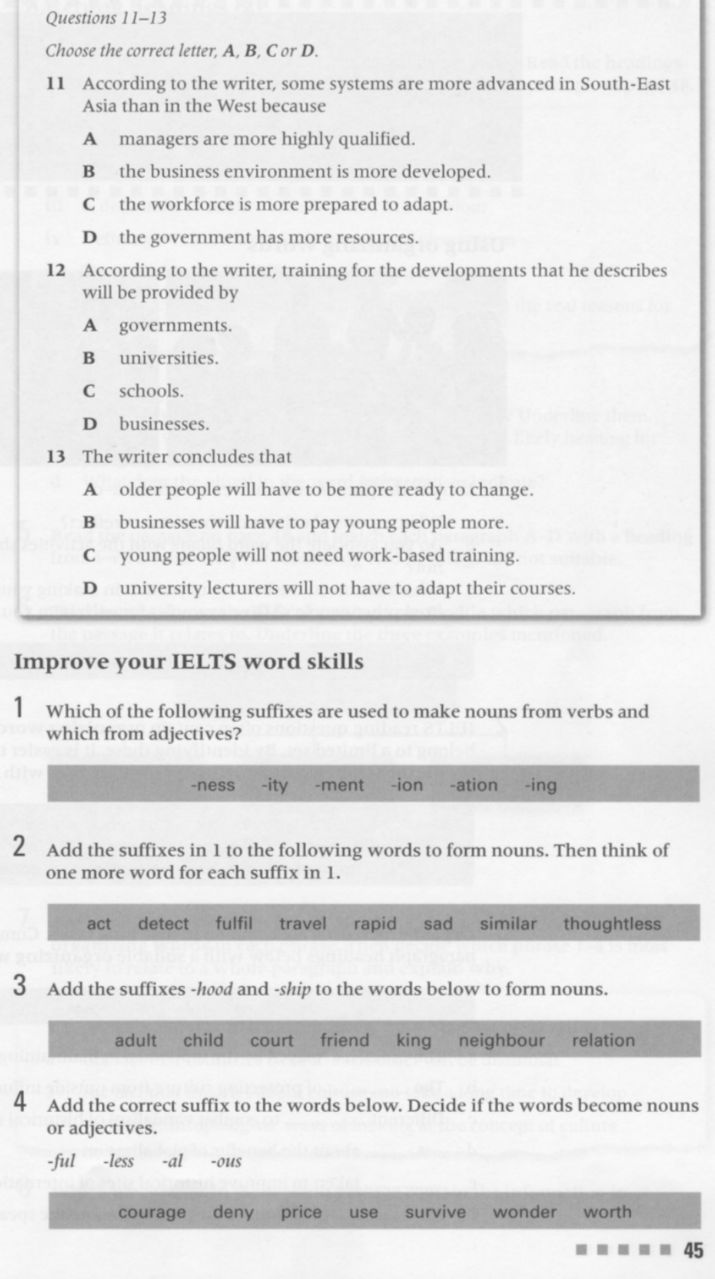 Questions 11–13
Choose the correct letter, A, B, C or D.
11 According to the writer, some systems are more advanced in South-East
Asia than in the West because
A managers are more highly qualified.
B the business environment is more developed.
C the workforce is more prepared to adapt.
D the government has more resources.
12 According to the writer, training for the developments that he describes
will be provided by
A governments.
B universities.
C schools.
D businesses.
13 The writer concludes that
A older people will have to be more ready to change.
B businesses will have to pay young people more.
C young people will not need work-based training.
D university lecturers will not have to adapt their courses.
Improve your IELTS word skills
1 Which of the following suffixes are used to make nouns from verbs and
which from adjectives?
-ness -ity -ment -ion -ation -ing
2 Add the suffixes in 1 to the following words to form nouns. Then think of
one more word for each suffix in 1.
act detect fulfil travel rapid sad similar thoughtless
3 Add the suffixes -hood and -ship to the words below to form nouns.
adult child court friend king neighbour relation
4 Add the correct suffix to the words below. Decide if the words become nouns
or adjectives.
-ful -less -al -ous
courage deny price use survive wonder worth
45